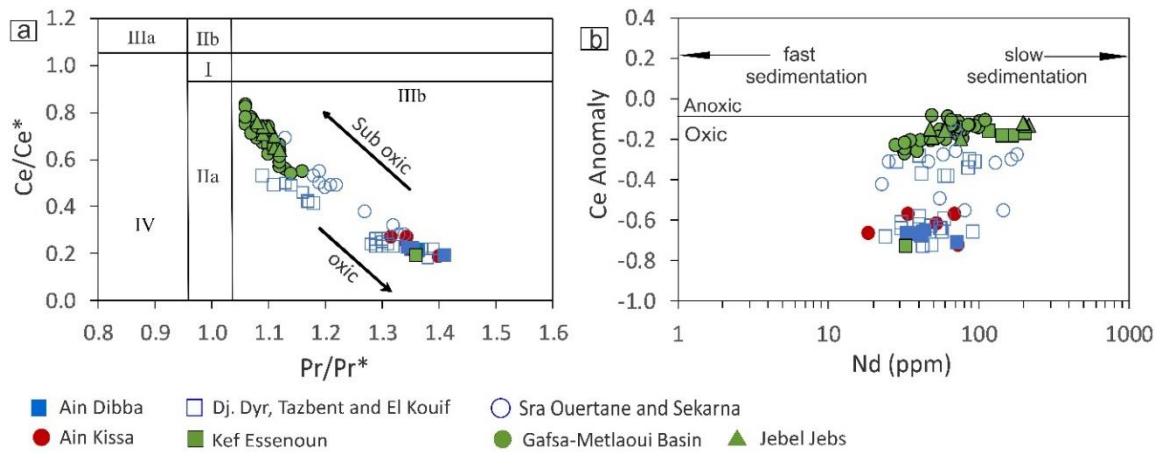 a
1.2
1.0
0.8
0.6
0.4
0.2
0.0
Ce/Ce*
IIIa
IIb
I
IIIb
IIa
IV
Sub oxic
oxic
0.8 0.9 1.0 1.1 1.2 1.3 1.4 1.5 1.6
Pr/Pr*
b
0.4
0.2
0.0
-0.2
-0.4
-0.6
-0.8
-1.0
Ce Anomaly
fast
sedimentation
slow
sedimentation
Anoxic
Oxic
1 10 100 1000
Nd (ppm)
Ain Dibba
Dj. Dyr, Tazbent and El Kouif
Sra Ouertane and Sekarna
Ain Kissa
Kef Essenoun
Gafsa-Metlaoui Basin
Jebel Jebs